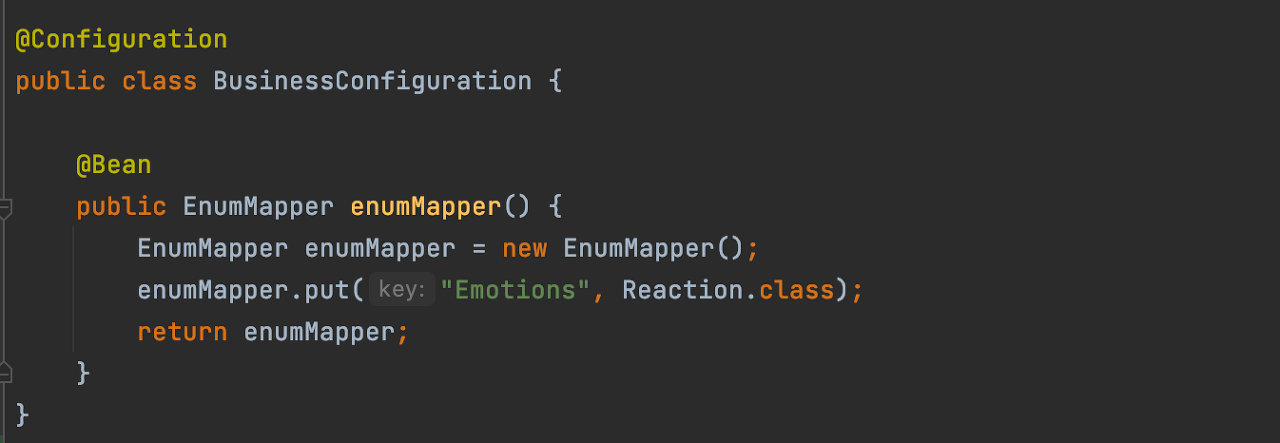 @Configuration
public class BusinessConfiguration {
@Bean
public EnumMapper enumMapper() {
EnumMapper enumMapper = new EnumMapper();
enumMapper.put( key: "Emotions", Reaction.class);
return enumMapper;
}
}